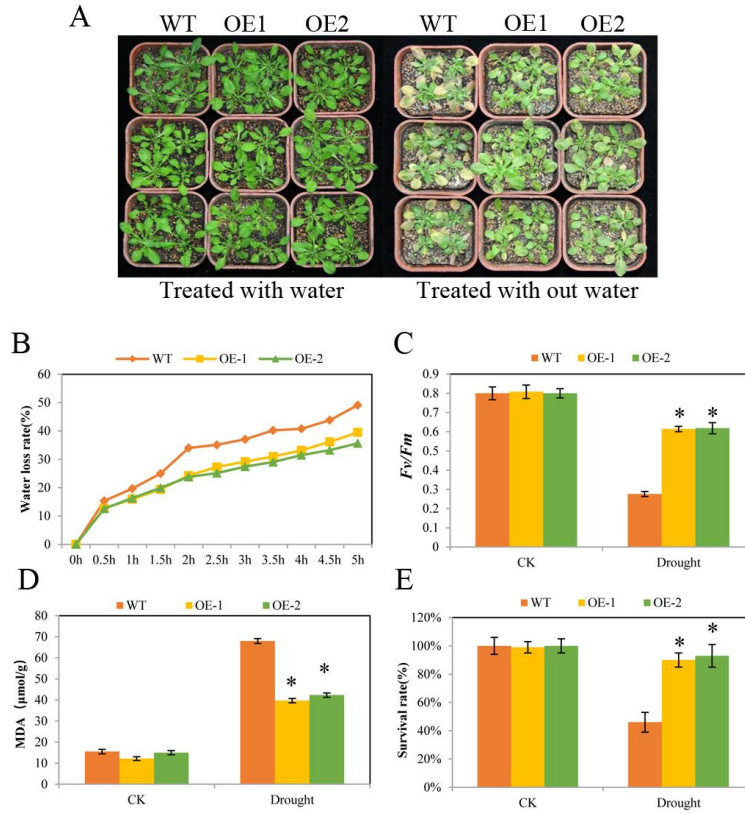 A
WT OE1 OE2 WT OE1 OE2
Treated with water Treated with out water
B
WT OE-1 OE-2
Water loss rate(%)
60
50
40
30
20
10
0
0h 0.5h 1h 1.5h 2h 2.5h 3h 3.5h 4h 4.5h 5h
C
WT OE-1 OE-2
Fv/Fm
0.9
0.8
0.7
0.6
0.5
0.4
0.3
0.2
0.1
0
* *
CK Drought
D
WT OE-1 OE-2
MDA (μmol/g)
80
70
60
50
40
30
20
10
0
* *
CK Drought
E
WT OE-1 OE-2
Survival rate(%)
120%
100%
80%
60%
40%
20%
0%
* *
CK Drought